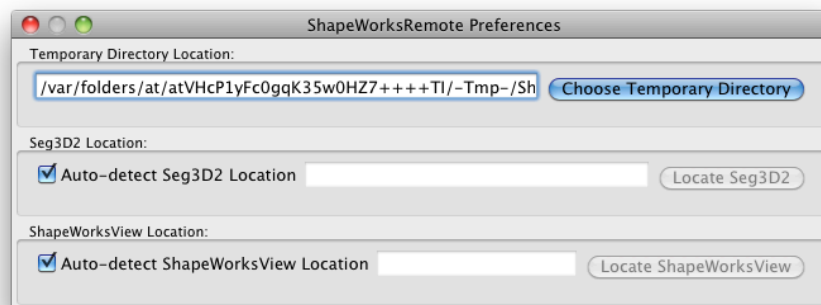 ShapeWorksRemote Preferences
Temporary Directory Location:
/var/folders/at/atVHcP1yFc0gqK35w0HZ7++++TI/-Tmp-/Sh
Choose Temporary Directory
Seg3D2 Location:
Auto-detect Seg3D2 Location
Locate Seg3D2
ShapeWorksView Location:
Auto-detect ShapeWorksView Location
Locate ShapeWorksView